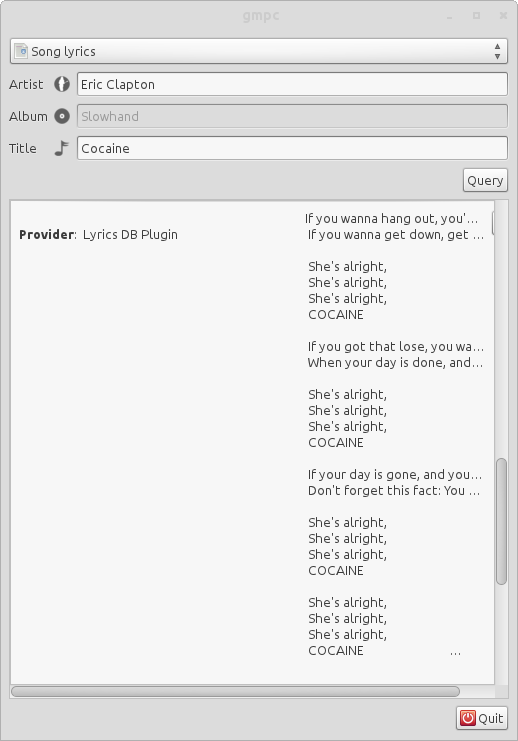 gmpc
Song lyrics
Artist Eric Clapton
Album Slowhand
Title Cocaine
Query
If you wanna hang out, you'...
Provider: Lyrics DB Plugin If you wanna get down, get ...
She's alright,
She's alright,
She's alright,
COCAINE
If you got that lose, you wa...
When your day is done, and...
She's alright,
She's alright,
She's alright,
COCAINE
If your day is gone, and you...
Don't forget this fact: You ...
She's alright,
She's alright,
She's alright,
COCAINE
She's alright,
She's alright,
She's alright,
COCAINE ...
Quit